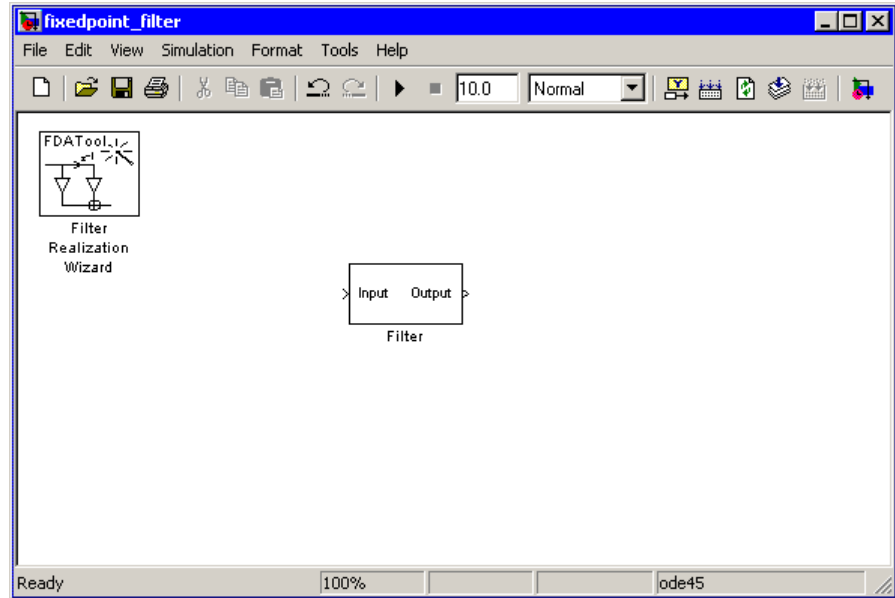 fixedpoint_filter
File Edit View Simulation Format Tools Help
10.0 Normal
FDATool
z-1
Filter
Realization
Wizard
Input Output
Filter
Ready 100% ode45